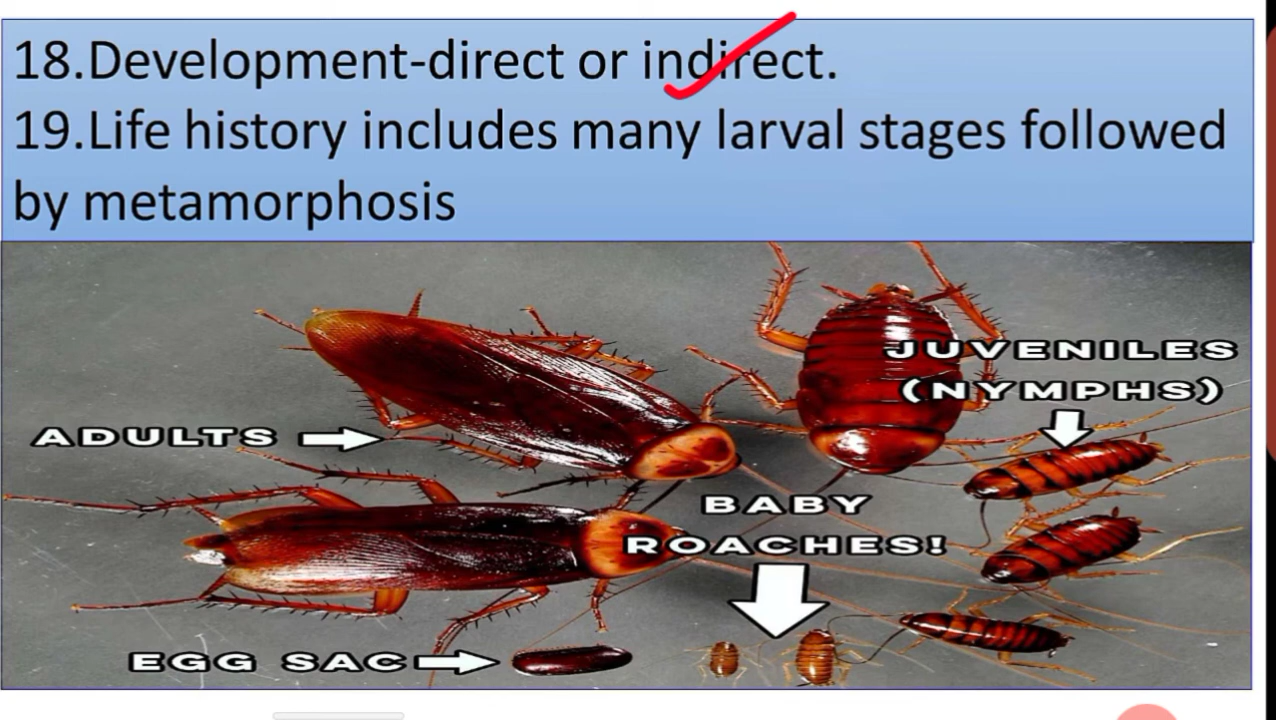 18.Development-direct or indirect.
19.Life history includes many larval stages followed
by metamorphosis
JUVENILES
(NYMPHS)
ADULTS
BABY
ROACHES!
EGG SAC